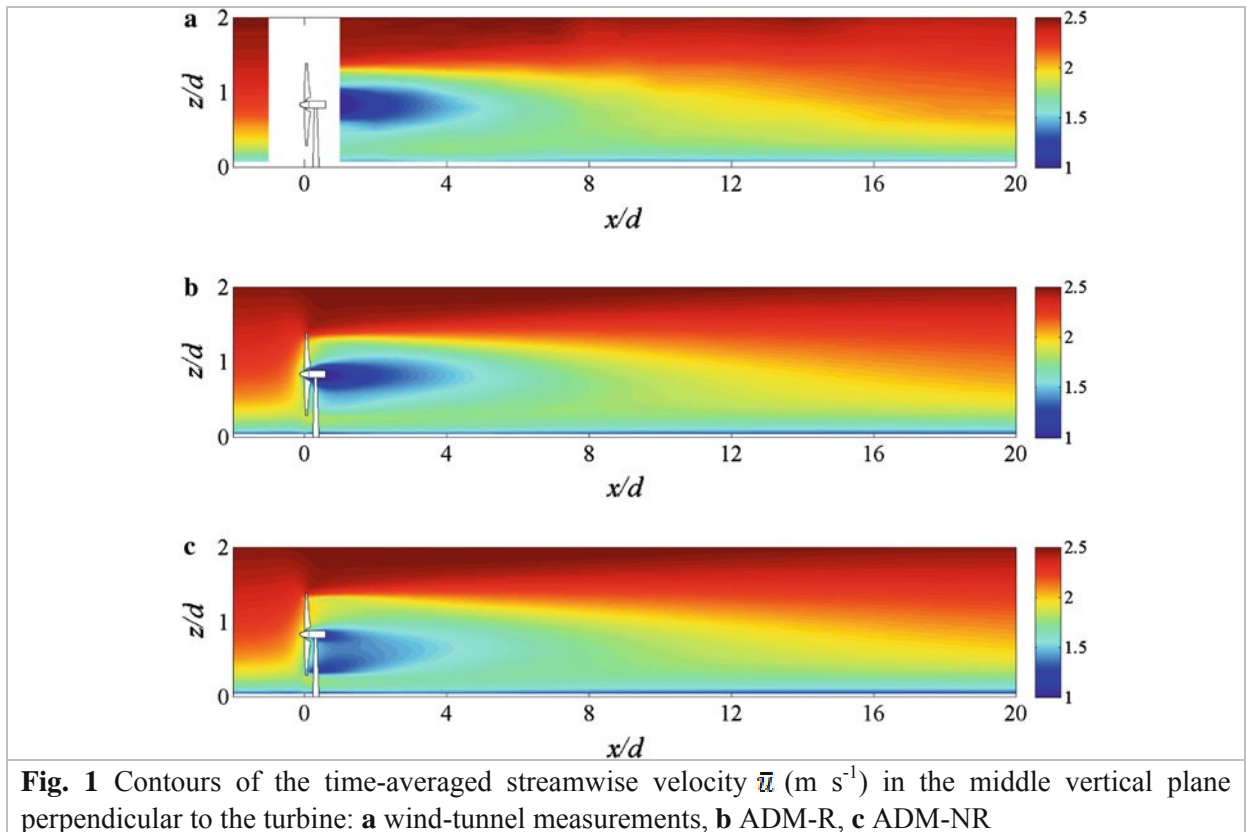 a
2
1
0
z/d
0 4 8 12 16 20
x/d
2.5
2
1.5
1
b
2
1
0
z/d
0 4 8 12 16 20
x/d
2.5
2
1.5
1
c
2
1
0
z/d
0 4 8 12 16 20
x/d
2.5
2
1.5
1
Fig. 1 Contours of the time-averaged streamwise velocity ū (m s⁻¹) in the middle vertical plane
perpendicular to the turbine: a wind-tunnel measurements, b ADM-R, c ADM-NR